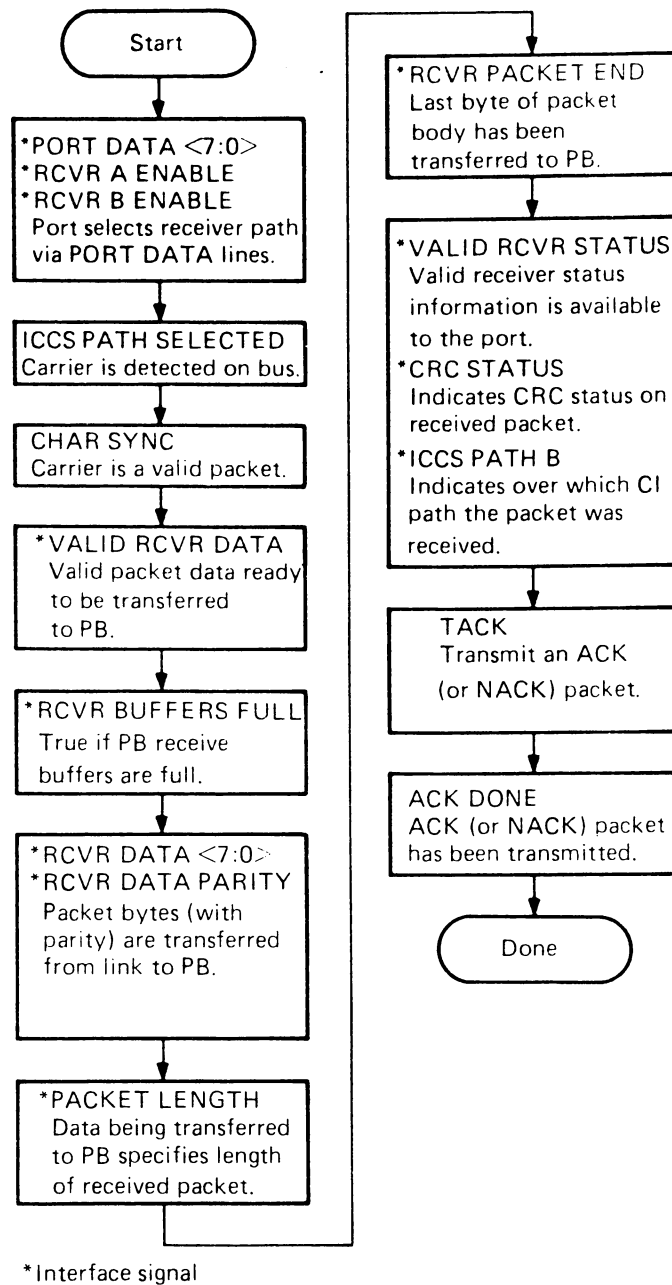 Start
*PORT DATA <7:0>
*RCVR A ENABLE
*RCVR B ENABLE
Port selects receiver path
via PORT DATA lines.
ICCS PATH SELECTED
Carrier is detected on bus.
CHAR SYNC
Carrier is a valid packet.
*VALID RCVR DATA
Valid packet data ready
to be transferred
to PB.
*RCVR BUFFERS FULL
True if PB receive
buffers are full.
*RCVR DATA <7:0>
*RCVR DATA PARITY
Packet bytes (with
parity) are transferred
from link to PB.
*PACKET LENGTH
Data being transferred
to PB specifies length
of received packet.
*RCVR PACKET END
Last byte of packet
body has been
transferred to PB.
*VALID RCVR STATUS
Valid receiver status
information is available
to the port.
*CRC STATUS
Indicates CRC status on
received packet.
*ICCS PATH B
Indicates over which CI
path the packet was
received.
TACK
Transmit an ACK
(or NACK) packet.
ACK DONE
ACK (or NACK) packet
has been transmitted.
Done
*Interface signal